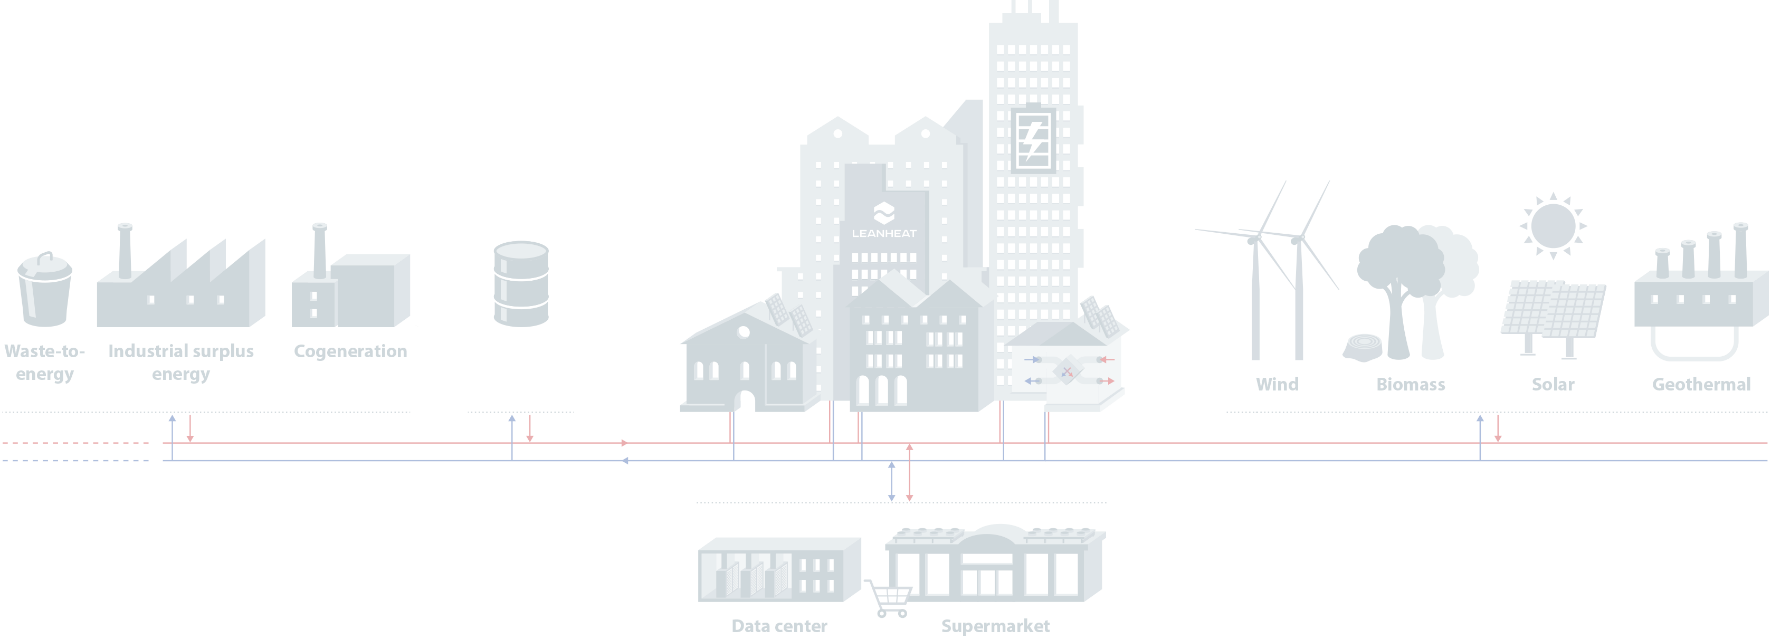 LEANHEAT
Waste-to-
energy
Industrial surplus
energy
Cogeneration
Wind
Biomass
Solar
Geothermal
Data center
Supermarket